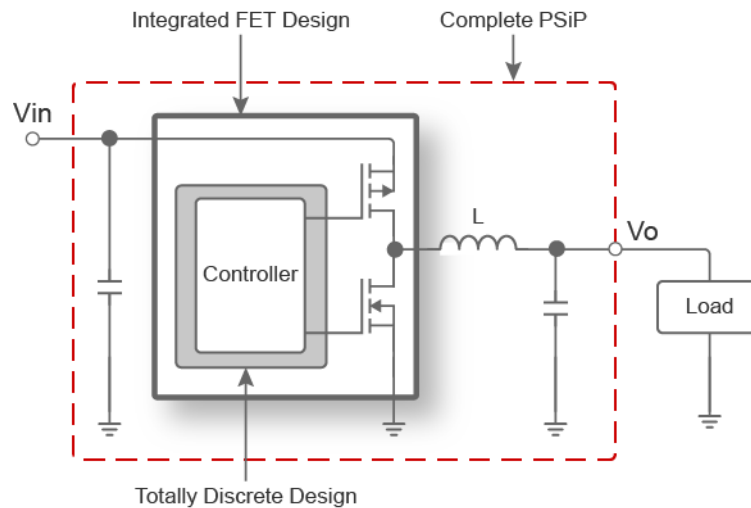 Integrated FET Design
Complete PSiP
Vin
L
Vo
Controller
Load
Totally Discrete Design